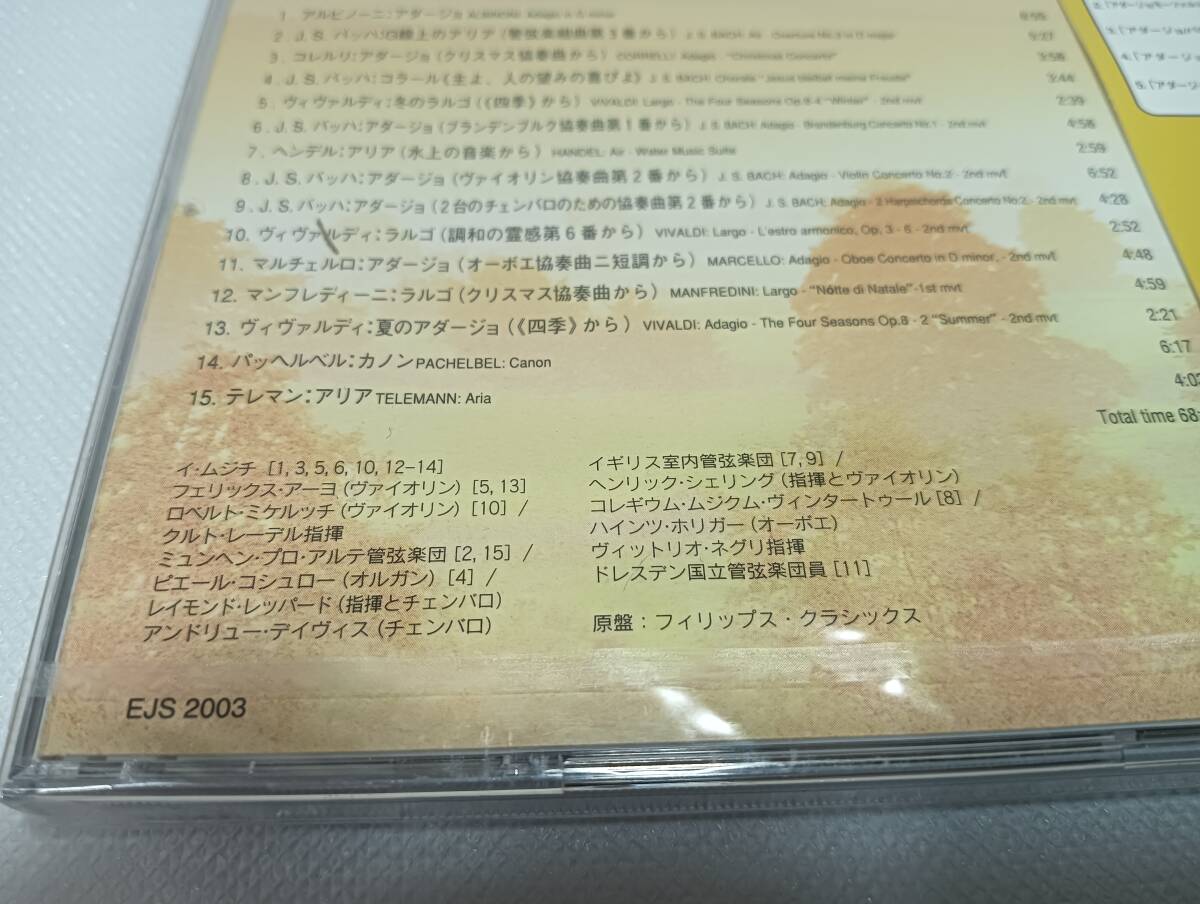 1. アルビノーニ:アダージョ
2. J. S. バッハ:G線上のアリア (管弦楽組曲第3番から) J. S. BACH: Air - Overture No.3 in D major 5:27
3. コレルリ:アダージョ (クリスマス協奏曲から) CORRELLI: Adagio - "Christmas Concerto" 3:58
4. J. S. バッハ:コラール《主よ、人の望みの喜びよ》 J. S. BACH: Chorale "Jesus bleibet meine Freude" 3:44
5. ヴィヴァルディ:冬のラルゴ (《四季》から) VIVALDI: Largo - The Four Seasons Op.8-4 "Winter" - 2nd mvt 2:39
6. J. S. バッハ:アダージョ (ブランデンブルク協奏曲第1番から) J. S. BACH: Adagio - Brandenburg Concerto No.1 - 2nd mvt 4:58
7. ヘンデル:アリア (水上の音楽から) HANDEL: Air - Water Music Suite 2:59
8. J. S. バッハ:アダージョ (ヴァイオリン協奏曲第2番から) J. S. BACH: Adagio - Violin Concerto No.2 - 2nd mvt 6:52
9. J. S. バッハ:アダージョ (2台のチェンバロのための協奏曲第2番から) J. S. BACH: Adagio - 2 Harpsichords Concerto No.2 - 2nd mvt 4:28
10. ヴィヴァルディ:ラルゴ (調和の霊感第6番から) VIVALDI: Largo - L'estro armonico, Op. 3 - 6 - 2nd mvt 2:52
11. マルチェルロ:アダージョ (オーボエ協奏曲ニ短調から) MARCELLO: Adagio - Oboe Concerto in D minor, - 2nd mvt 4:48
12. マンフレディーニ:ラルゴ (クリスマス協奏曲から) MANFREDINI: Largo - "Nótte di Natale" -1st mvt 4:59
13. ヴィヴァルディ:夏のアダージョ (《四季》から) VIVALDI: Adagio - The Four Seasons Op.8 - 2 "Summer" - 2nd mvt 2:21
14. パッヘルベル:カノン PACHELBEL: Canon 6:17
15. テレマン:アリア TELEMANN: Aria
Total time 68
イ・ムジチ [1, 3, 5, 6, 10, 12-14]
フェリックス・アーヨ (ヴァイオリン) [5, 13]
ロベルト・ミケルッチ (ヴァイオリン) [10] /
クルト・レーデル指揮
ミュンヘン・プロ・アルテ管弦楽団 [2, 15] /
ピエール・コシュロー (オルガン) [4] /
レイモンド・レッパード (指揮とチェンバロ)
アンドリュー・デイヴィス (チェンバロ)
イギリス室内管弦楽団 [7, 9] /
ヘンリック・シェリング (指揮とヴァイオリン)
コレギウム・ムジクム・ヴィンタートゥール [8] /
ハインツ・ホリガー (オーボエ)
ヴィットリオ・ネグリ指揮
ドレスデン国立管弦楽団員 [11]
原盤:フィリップス・クラシックス
EJS 2003